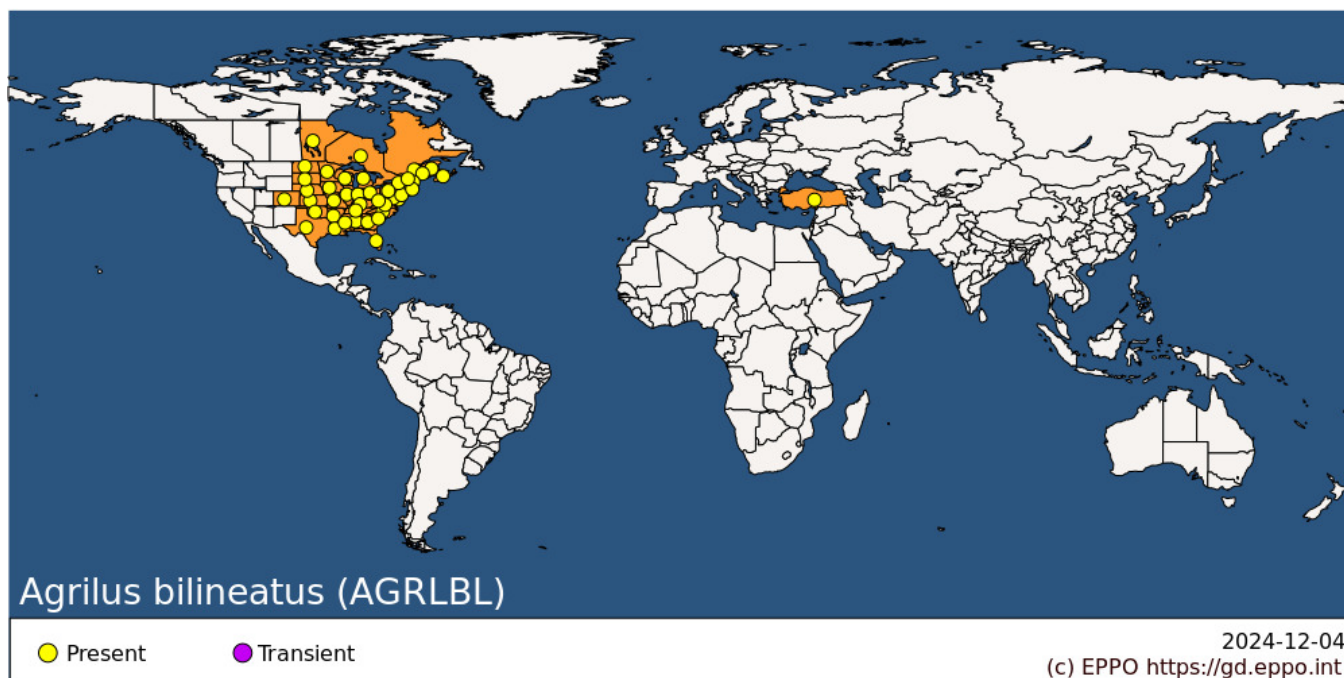 Agrilus bilineatus (AGRLBL)
Present
Transient
2024-12-04
(c) EPPO https://gd.eppo.int